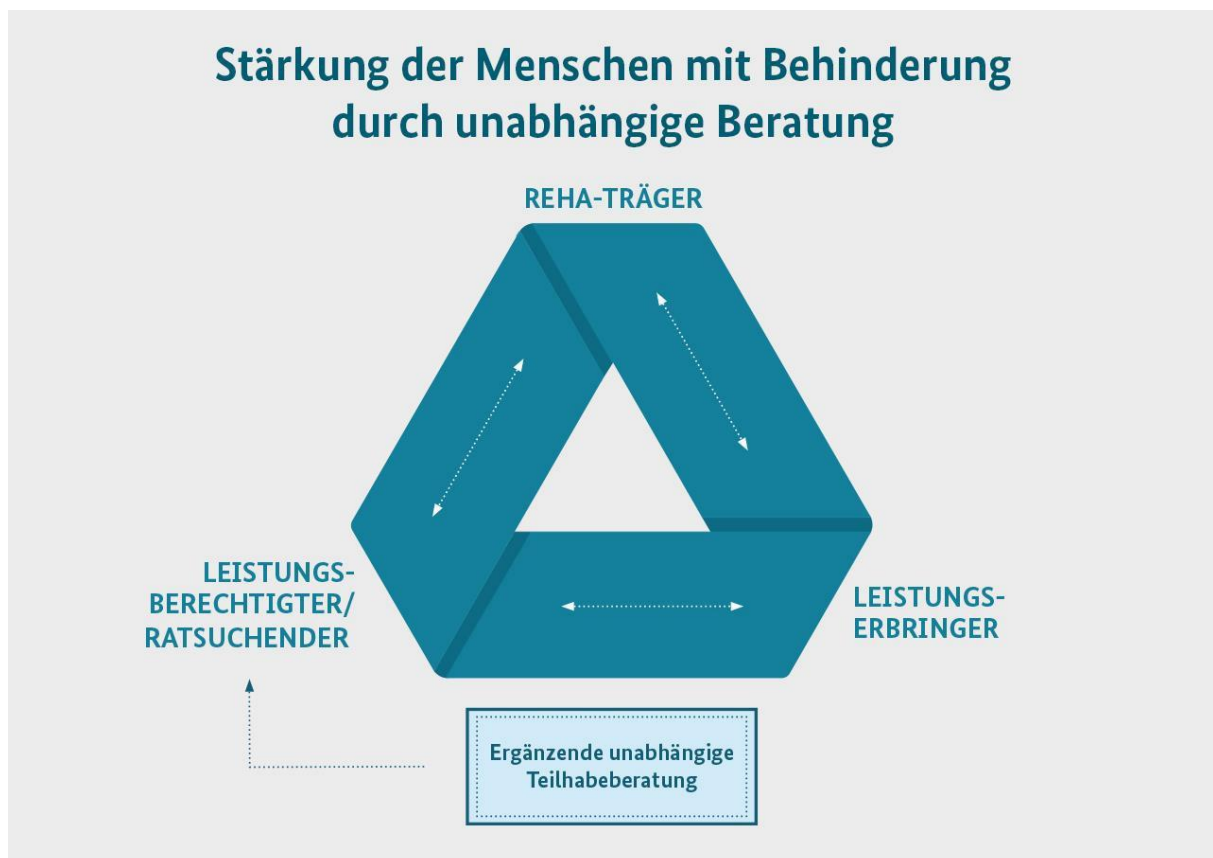 Stärkung der Menschen mit Behinderung
durch unabhängige Beratung
REHA-TRÄGER
LEISTUNGS-
BERECHTIGTER/
RATSUCHENDER
LEISTUNGS-
ERBRINGER
Ergänzende unabhängige
Teilhabeberatung